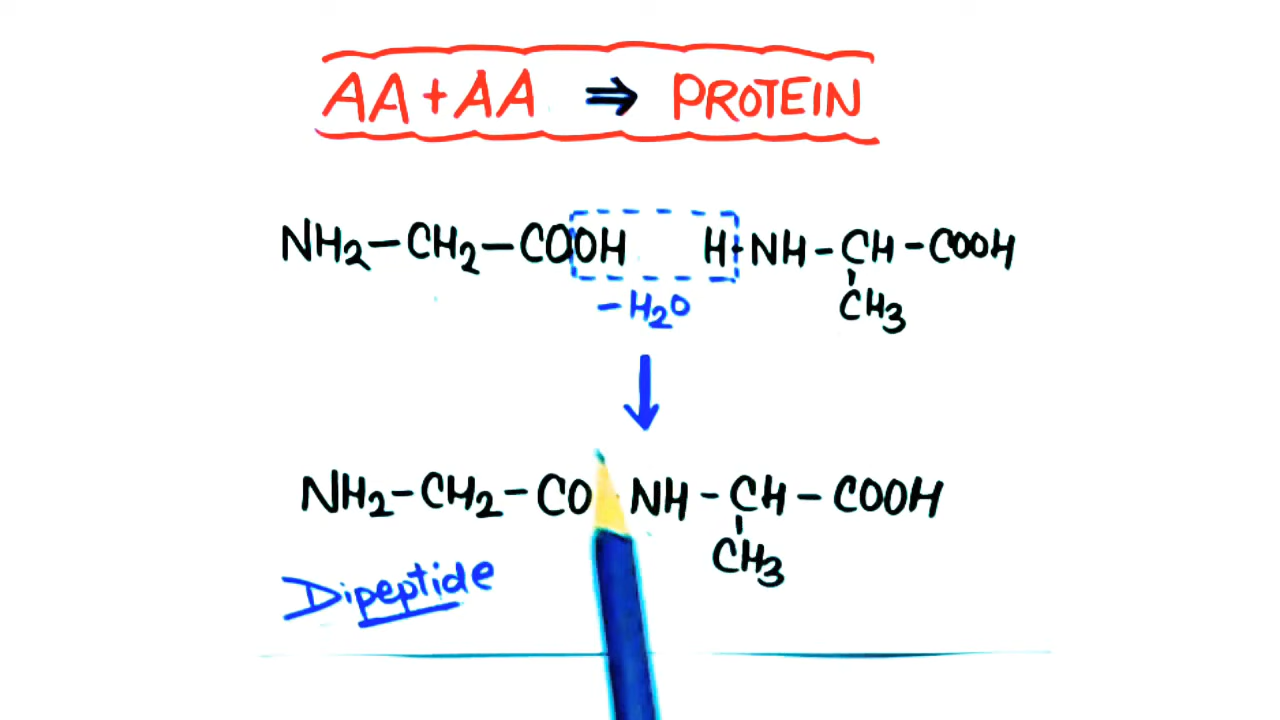 AA + AA ⇒ PROTEIN
NH2 – CH2 – COOH H - NH – CH – COOH
CH3
– H2O
NH2 – CH2 – CO NH – CH – COOH
CH3
Dipeptide